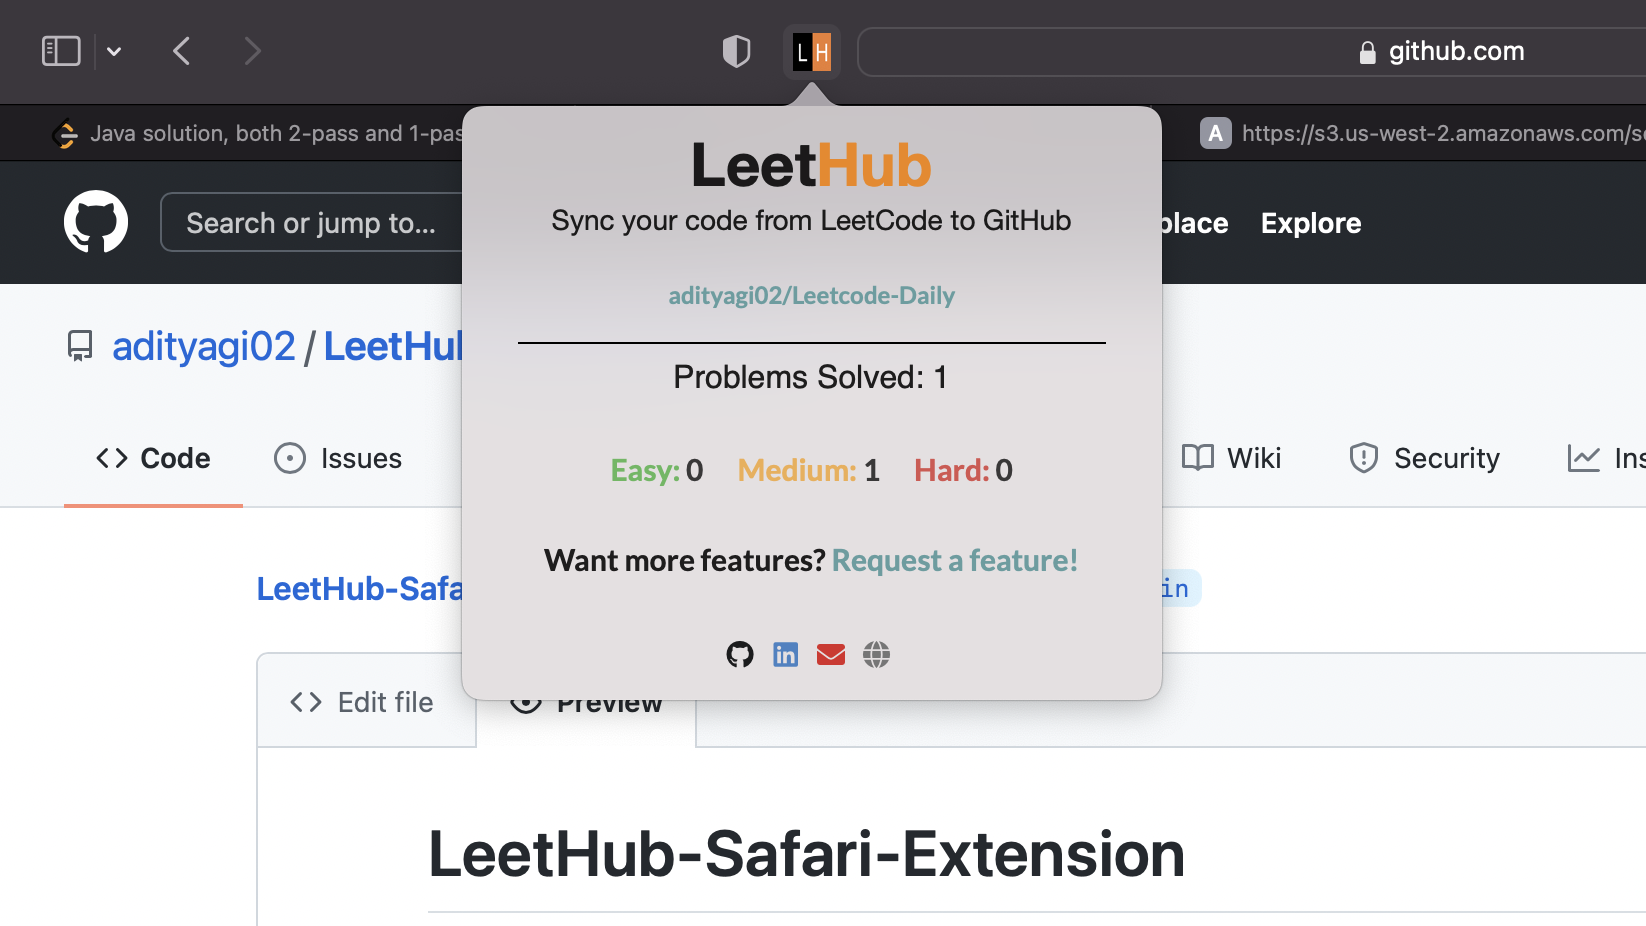 LH
github.com
Java solution, both 2-pass and 1-pas
A https://s3.us-west-2.amazonaws.com/s
LeetHub
Sync your code from LeetCode to GitHub
Search or jump to...
place Explore
adityagi02/Leetcode-Daily
adityagi02 / LeetHu
Problems Solved: 1
Code Issues
Wiki Security Ins
Easy: 0 Medium: 1 Hard: 0
Want more features? Request a feature!
LeetHub-Safa
in
in
Edit file Preview
LeetHub-Safari-Extension